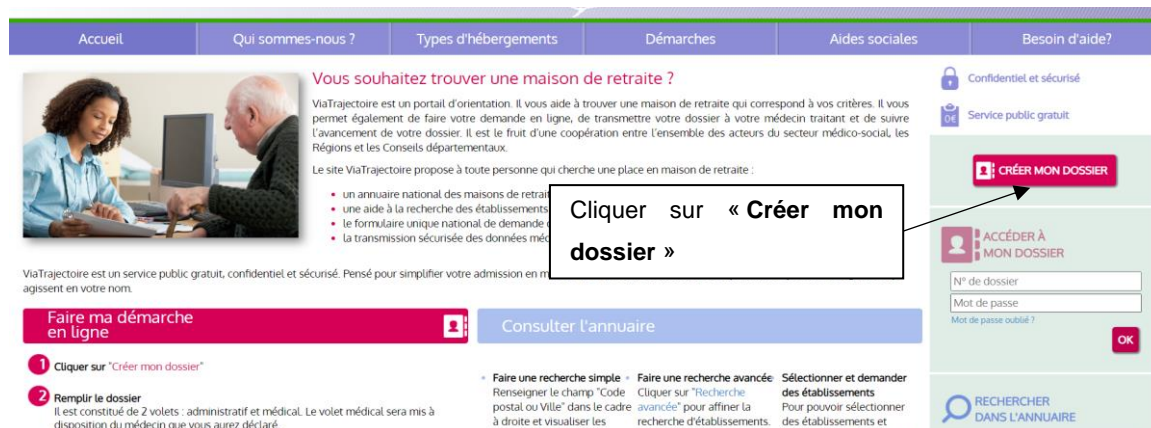 Accueil
Qui sommes-nous ?
Types d'hébergements
Démarches
Aides sociales
Besoin d'aide?
Vous souhaitez trouver une maison de retraite ?
ViaTrajectoire est un portail d'orientation. Il vous aide à trouver une maison de retraite qui correspond à vos critères. Il vous
permet également de faire votre demande en ligne, de transmettre votre dossier à votre médecin traitant et de suivre
l'avancement de votre dossier. Il est le fruit d'une coopération entre l'ensemble des acteurs du secteur médico-social, les
Régions et les Conseils départementaux.
Le site ViaTrajectoire propose à toute personne qui cherche une place en maison de retraite :
un annuaire national des maisons de
une aide à la recherche des établissements
le formulaire unique national de demande
la transmission sécurisée des données
Cliquer sur « Créer mon
dossier »
ViaTrajectoire est un service public gratuit, confidentiel et sécurisé. Pensé pour simplifier votre admission en
agissent en votre nom.
Confidentiel et sécurisé
0€ Service public gratuit
CRÉER MON DOSSIER
ACCÉDER À
MON DOSSIER
N° de dossier
Mot de passe
Mot de passe oublié ?
OK
RECHERCHER
DANS L'ANNUAIRE
Faire ma démarche
en ligne
1 Cliquer sur "Créer mon dossier"
2 Remplir le dossier
Il est constitué de 2 volets : administratif et médical. Le volet médical sera mis à
disposition du médecin que vous aurez déclaré
Consulter l'annuaire
Faire une recherche simple
Renseigner le champ "Code
postal ou Ville" dans le cadre
à droite et visualiser les
Faire une recherche avancée
Cliquer sur "Recherche
avancée" pour affiner la
recherche d'établissements.
Sélectionner et demander
des établissements
Pour pouvoir sélectionner
des établissements et